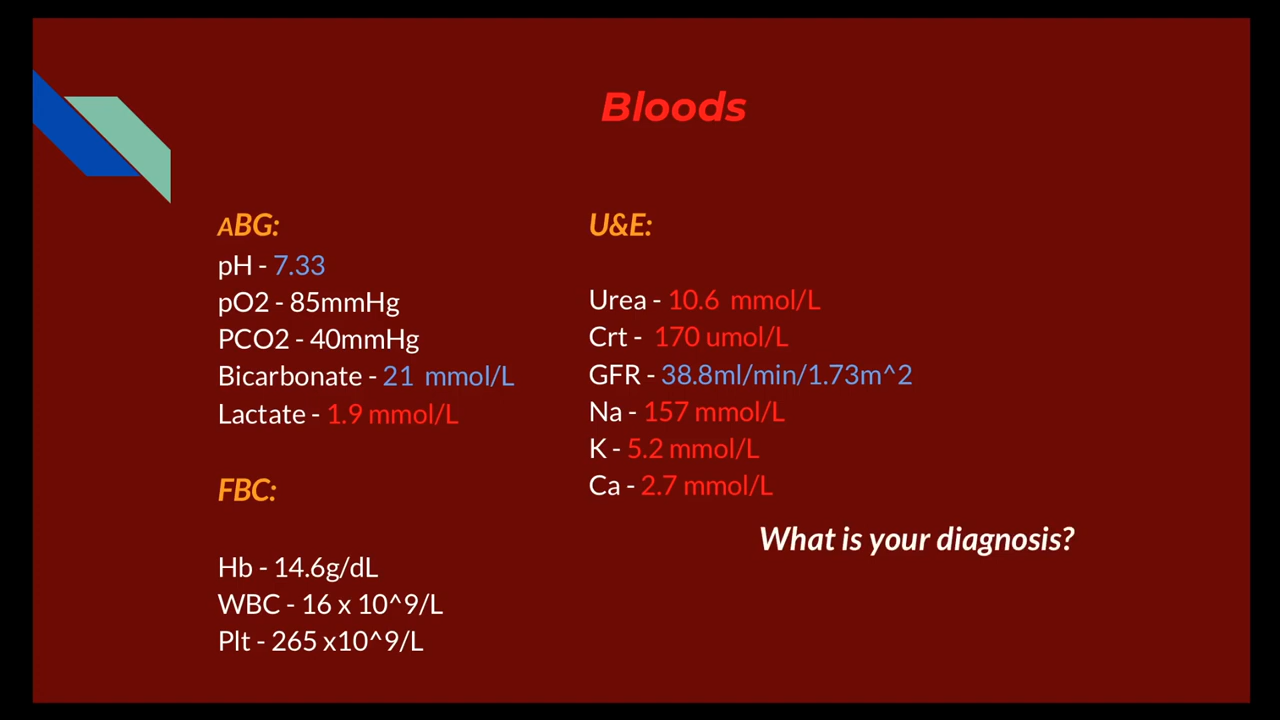 Bloods
ABG:
pH - 7.33
pO2 - 85mmHg
PCO2 - 40mmHg
Bicarbonate - 21 mmol/L
Lactate - 1.9 mmol/L
FBC:
Hb - 14.6g/dL
WBC - 16 x 10^9/L
Plt - 265 x10^9/L
U&E:
Urea - 10.6 mmol/L
Crt - 170 umol/L
GFR - 38.8ml/min/1.73m^2
Na - 157 mmol/L
K - 5.2 mmol/L
Ca - 2.7 mmol/L
What is your diagnosis?